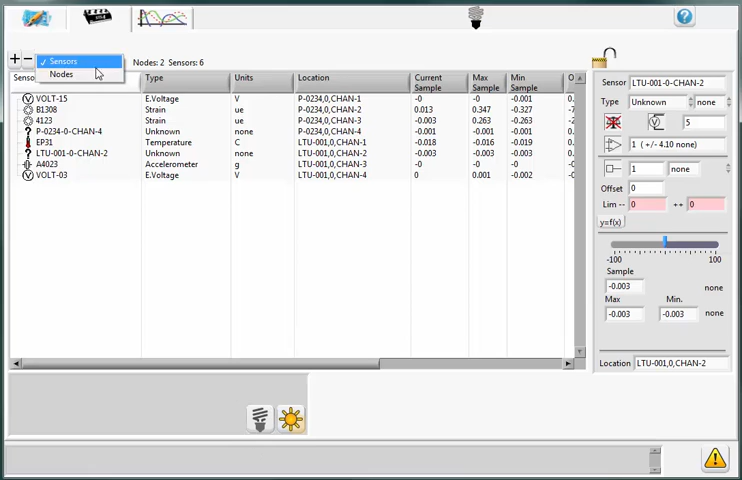 Sensors
Nodes
Nodes: 2 Sensors: 6
Type Units Location Current Sample Max Sample Min Sample
VOLT-15 E.Voltage V P-0234,0,CHAN-1 -0 -0 -0.001 0.
B1308 Strain ue P-0234,0,CHAN-2 0.013 0.347 -0.327
4123 Strain ue P-0234,0,CHAN-3 -0.003 0.263 -0.263
P-0234-0-CHAN-4 Unknown none P-0234,0,CHAN-4 -0.001 -0.001 -0.001 0.
EP31 Temperature C LTU-001,0,CHAN-1 -0.018 -0.016 -0.019 0.
LTU-001-0-CHAN-2 Unknown none LTU-001,0,CHAN-2 -0.003 -0.003 -0.003 0.
A4023 Accelerometer g LTU-001,0,CHAN-3 -0 -0 -0 0.
VOLT-03 E.Voltage V LTU-001,0,CHAN-4 0 0.001 -0.002
Sensor LTU-001-0-CHAN-2
Type Unknown none
5
1 ( +/- 4.10 none)
1 none
Offset 0
Lim -- 0 ++ 0
y=f(x)
-100 100
Sample
-0.003 none
Max Min.
-0.003 -0.003 none
Location LTU-001,0,CHAN-2